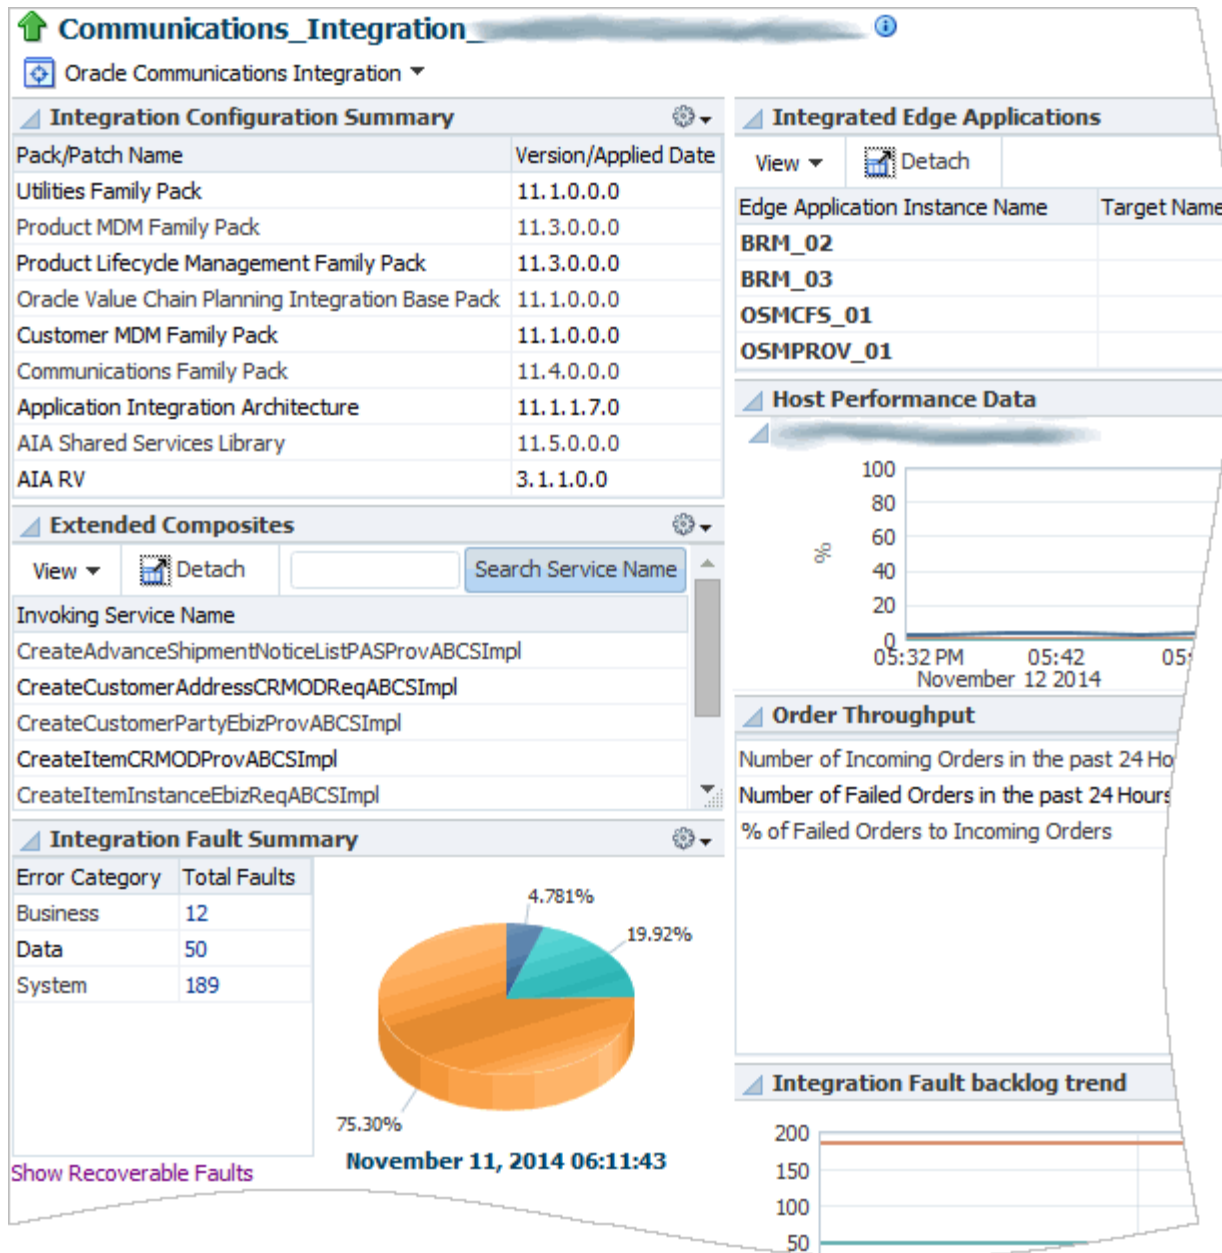 Communications_Integration_
Oracle Communications Integration
Integration Configuration Summary
Pack/Patch Name Version/Applied Date
Utilities Family Pack 11.1.0.0.0
Product MDM Family Pack 11.3.0.0.0
Product Lifecycle Management Family Pack 11.3.0.0.0
Oracle Value Chain Planning Integration Base Pack 11.1.0.0.0
Customer MDM Family Pack 11.1.0.0.0
Communications Family Pack 11.4.0.0.0
Application Integration Architecture 11.1.1.7.0
AIA Shared Services Library 11.5.0.0.0
AIA RV 3.1.1.0.0
Extended Composites
View Detach Search Service Name
Invoking Service Name
CreateAdvanceShipmentNoticeListPASProvABCSImpl
CreateCustomerAddressCRMODReqABCSImpl
CreateCustomerPartyEbizProvABCSImpl
CreateItemCRMODProvABCSImpl
CreateItemInstanceEbizReqABCSImpl
Integration Fault Summary
Error Category Total Faults
Business 12
Data 50
System 189
4.781%
19.92%
75.30%
November 11, 2014 06:11:43
Show Recoverable Faults
Integrated Edge Applications
View Detach
Edge Application Instance Name Target Name
BRM_02
BRM_03
OSMCFS_01
OSMPROV_01
Host Performance Data
100
80
60
%
40
20
0
05:32 PM 05:42 05:
November 12 2014
Order Throughput
Number of Incoming Orders in the past 24 Ho
Number of Failed Orders in the past 24 Hours
% of Failed Orders to Incoming Orders
Integration Fault backlog trend
200
150
100
50